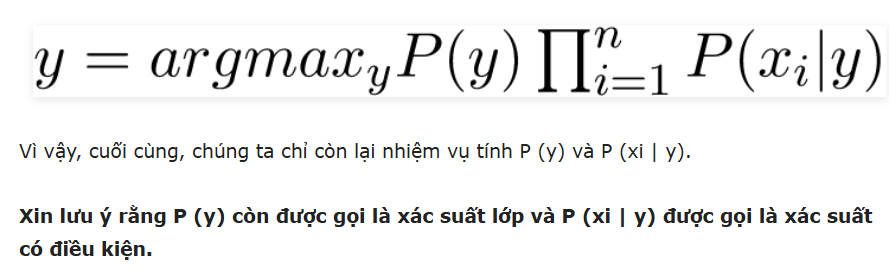 y = argmax_y P(y) ∏_{i=1}^{n} P(x_i|y)
Vì vậy, cuối cùng, chúng ta chỉ còn lại nhiệm vụ tính P (y) và P (xi | y).
Xin lưu ý rằng P (y) còn được gọi là xác suất lớp và P (xi | y) được gọi là xác suất
có điều kiện.